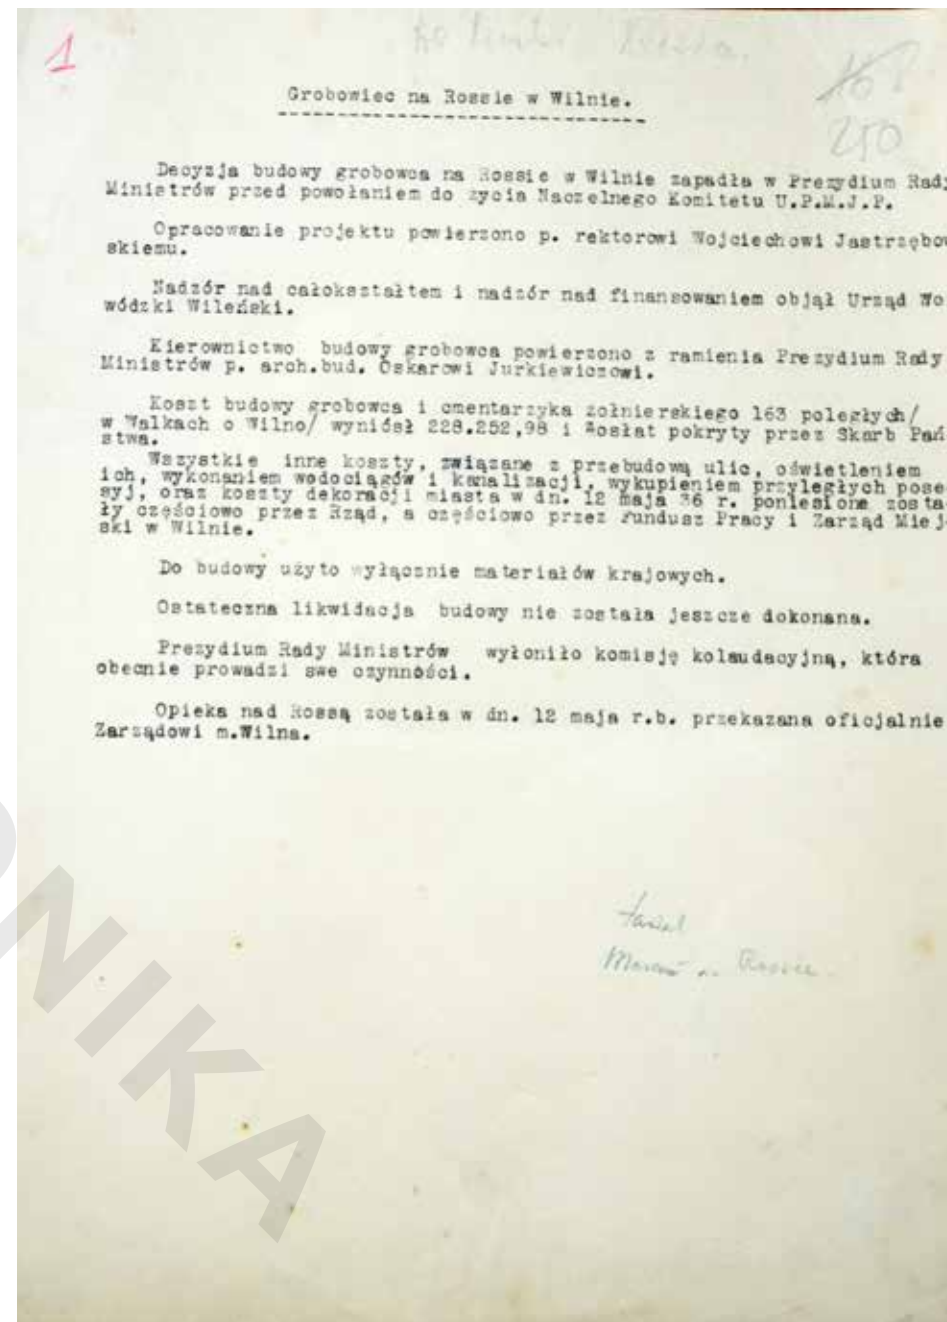 1
168
250
Grobowiec na Rossie w Wilnie.
Decyzja budowy grobowca na Rossie w Wilnie zapadła w Prezydium Rady
Ministrów przed powołaniem do życia Naczelnego Komitetu U.P.M.J.P.
Opracowanie projektu powierzono p. rektorowi Wojciechowi Jastrzębow
skiemu.
Nadzór nad całokształtem i nadzór nad finansowaniem objął Urząd Wo
wódzki Wileński.
Kierownictwo budowy grobowca powierzono z ramienia Prezydium Rady
Ministrów p. arch.bud. Oskarowi Jurkiewiczowi.
Koszt budowy grobowca i cmentarzyka żołnierskiego 163 poległych/
w Walkach o Wilno/ wyniósł 228.252,98 i został pokryty przez Skarb Pań
stwa.
Wszystkie inne koszty, związane z przebudową ulic, oświetleniem
ich, wykonaniem wodociągów i kanalizacji, wykupieniem przyległych pose
syj, oraz koszty dekoracji miasta w dn. 12 maja 36 r. poniesione zosta
ły częściowo przez Rząd, a częściowo przez Fundusz Pracy i Zarząd Miej
ski w Wilnie.
Do budowy użyto wyłącznie materiałów krajowych.
Ostateczna likwidacja budowy nie została jeszcze dokonana.
Prezydium Rady Ministrów wyłoniło komisję kolaudacyjną, która
obecnie prowadzi swe czynności.
Opieka nad Rossą została w dn. 12 maja r.b. przekazana oficjalnie
Zarządowi m.Wilna.
Rossie
ONIKA